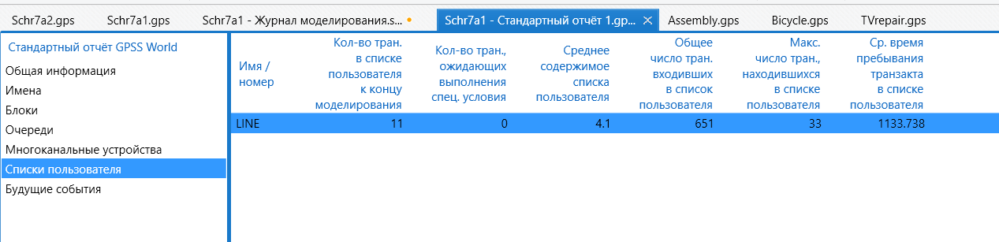 Schr7a2.gps Schr7a1.gps Schr7a1 - Журнал моделирования.s... Schr7a1 - Стандартный отчёт 1.gp... Assembly.gps Bicycle.gps TVrepair.gps
Стандартный отчёт GPSS World
Общая информация
Имена
Блоки
Очереди
Многоканальные устройства
Списки пользователя
Будущие события
Имя /
номер
Кол-во тран.
в списке
пользователя
к концу
моделирования
Кол-во тран.,
ожидающих
выполнения
спец. условия
Среднее
содержимое
списка
пользователя
Общее
число тран.
входивших
в список
пользователя
Макс.
число тран.,
находившихся
в списке
пользователя
Ср. время
пребывания
транзакта
в списке
пользователя
LINE 11 0 4.1 651 33 1133.738